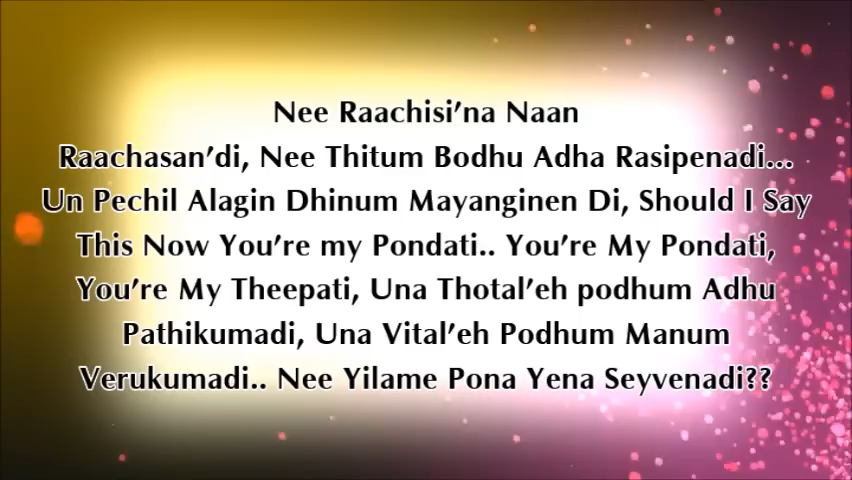 Nee Raachisi'na Naan
Raachasan'di, Nee Thitum Bodhu Adha Rasipenadi...
Un Pechil Alagin Dhinum Mayanginen Di, Should I Say
This Now You're my Pondati.. You're My Pondati,
You're My Theepati, Una Thotal'eh podhum Adhu
Pathikumadi, Una Vital'eh Podhum Manum
Verukumadi.. Nee Yilame Pona Yena Seyvenadi??